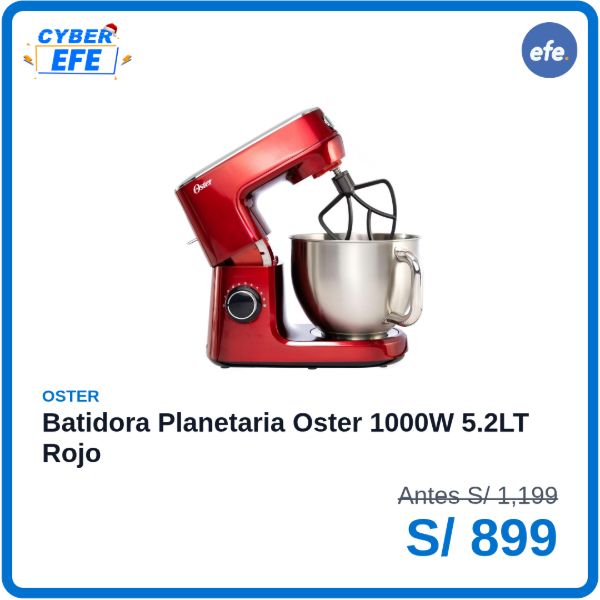 CYBER
EFE
efe.
Oster
OSTER
Batidora Planetaria Oster 1000W 5.2LT
Rojo
Antes S/ 1,199
S/ 899